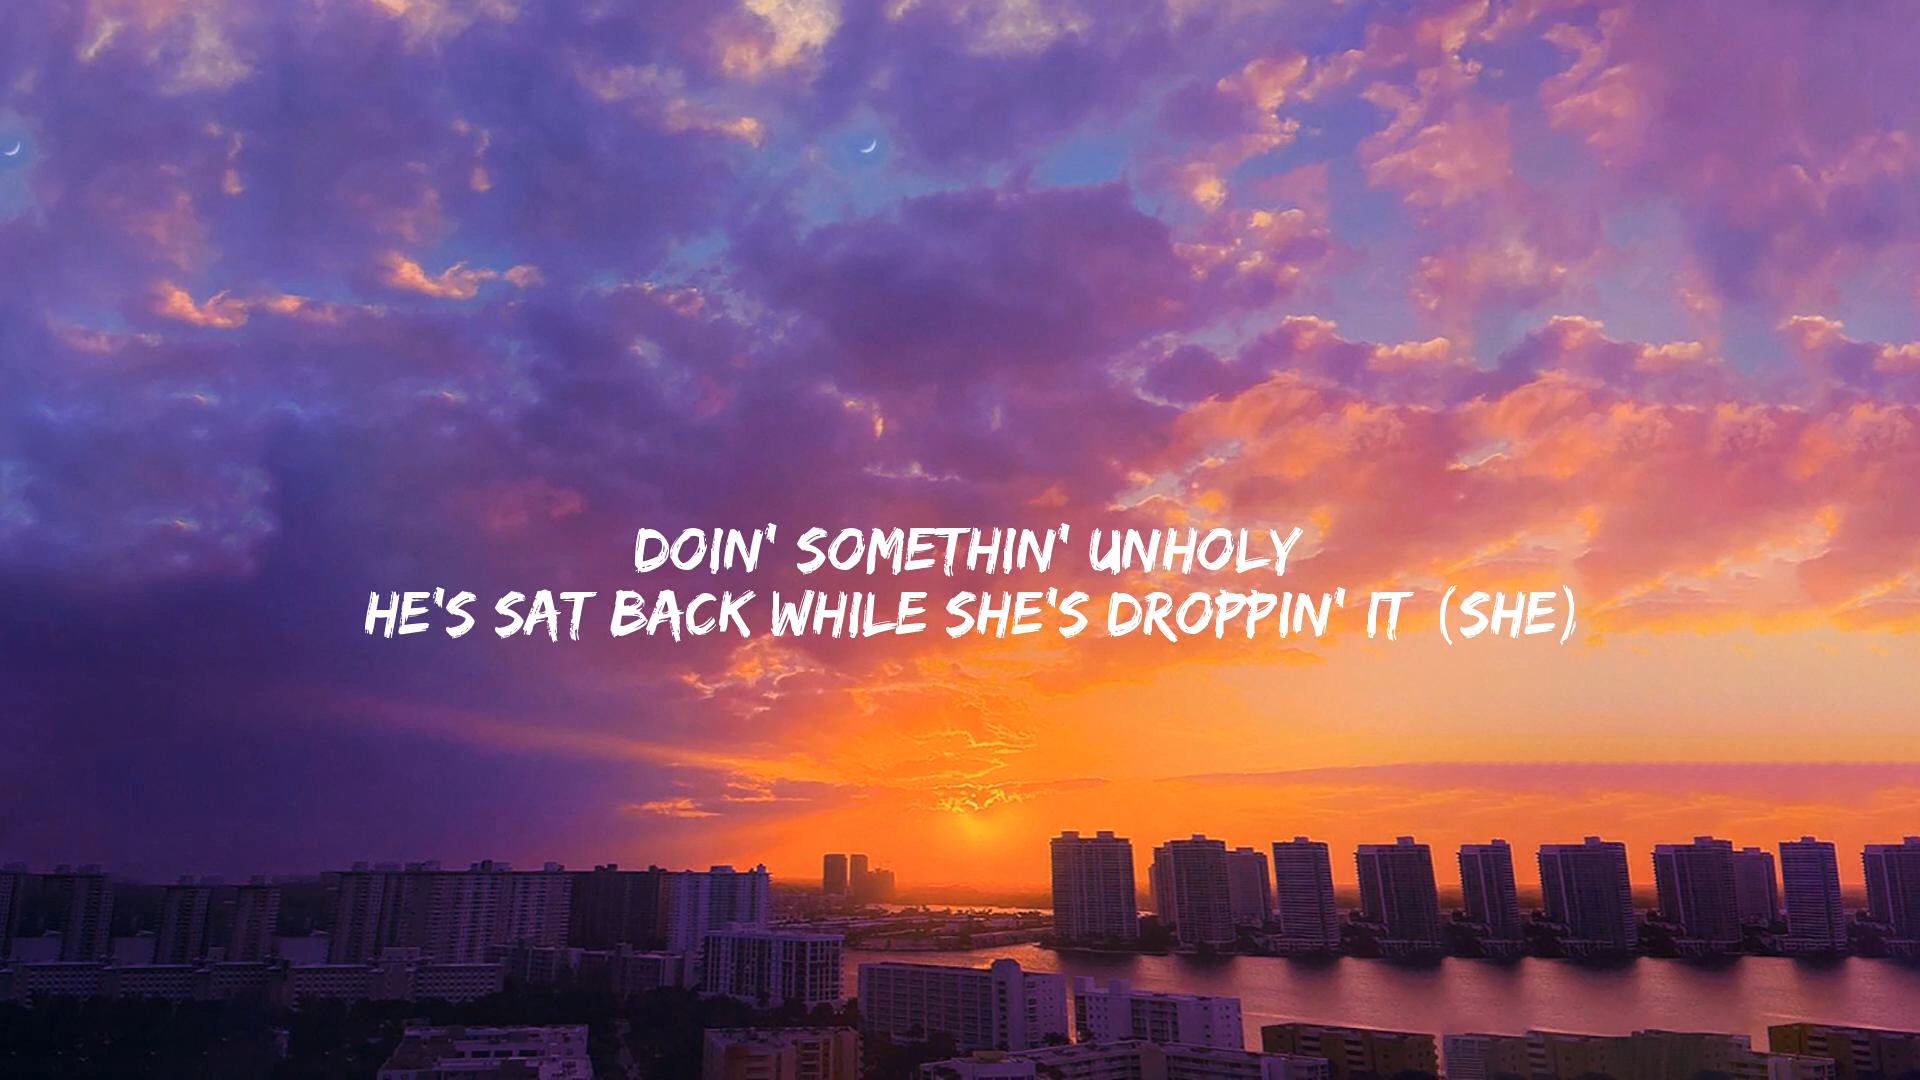 DOIN' SOMETHIN' UNHOLY
HE'S SAT BACK WHILE SHE'S DROPPIN' IT (SHE)